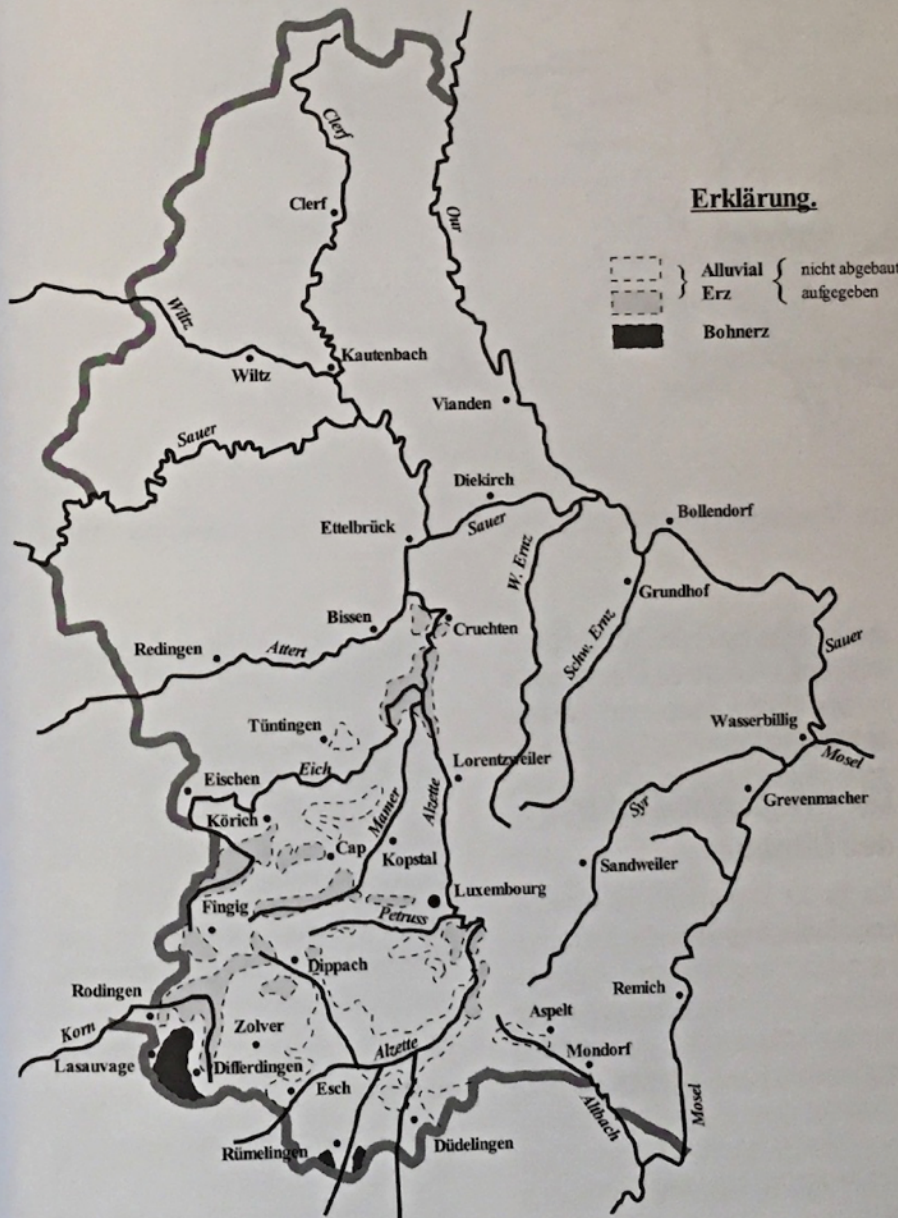 Erklärung.
Alluvial Erz
nicht abgebaut
aufgegeben
Bohnerz
Clerf
Clerf
Our
Wiltz
Wiltz
Kautenbach
Vianden
Sauer
Diekirch
Sauer
Ettelbrück
Bollendorf
W. Ernz
Grundhof
Schw. Ernz
Bissen
Cruchten
Redingen
Attert
Sauer
Tüntingen
Wasserbillig
Mosel
Lorentzweiler
Eich
Eischen
Mamer
Alzette
Syr
Grevenmacher
Körich
Cap
Kopstal
Sandweiler
Luxembourg
Fingig
Petruss
Dippach
Rodingen
Remich
Korn
Zolver
Aspelt
Alzette
Mondorf
Lasauvage
Differdingen
Esch
Altbach
Mosel
Rümelingen
Düdelingen